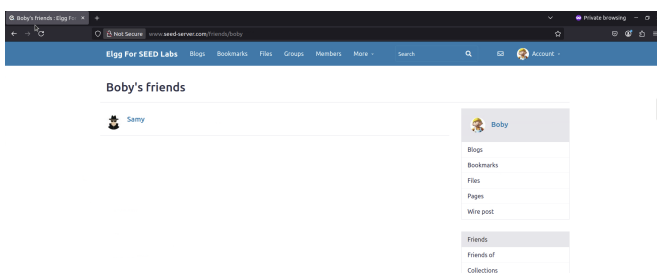 Boby's friends : Elgg For
Private browsing
Not Secure www.seed-server.com/friends/boby
Elgg For SEED Labs Blogs Bookmarks Files Groups Members More Search Account
Boby's friends
Samy
Boby
Blogs
Bookmarks
Files
Pages
Wire post
Friends
Friends of
Collections